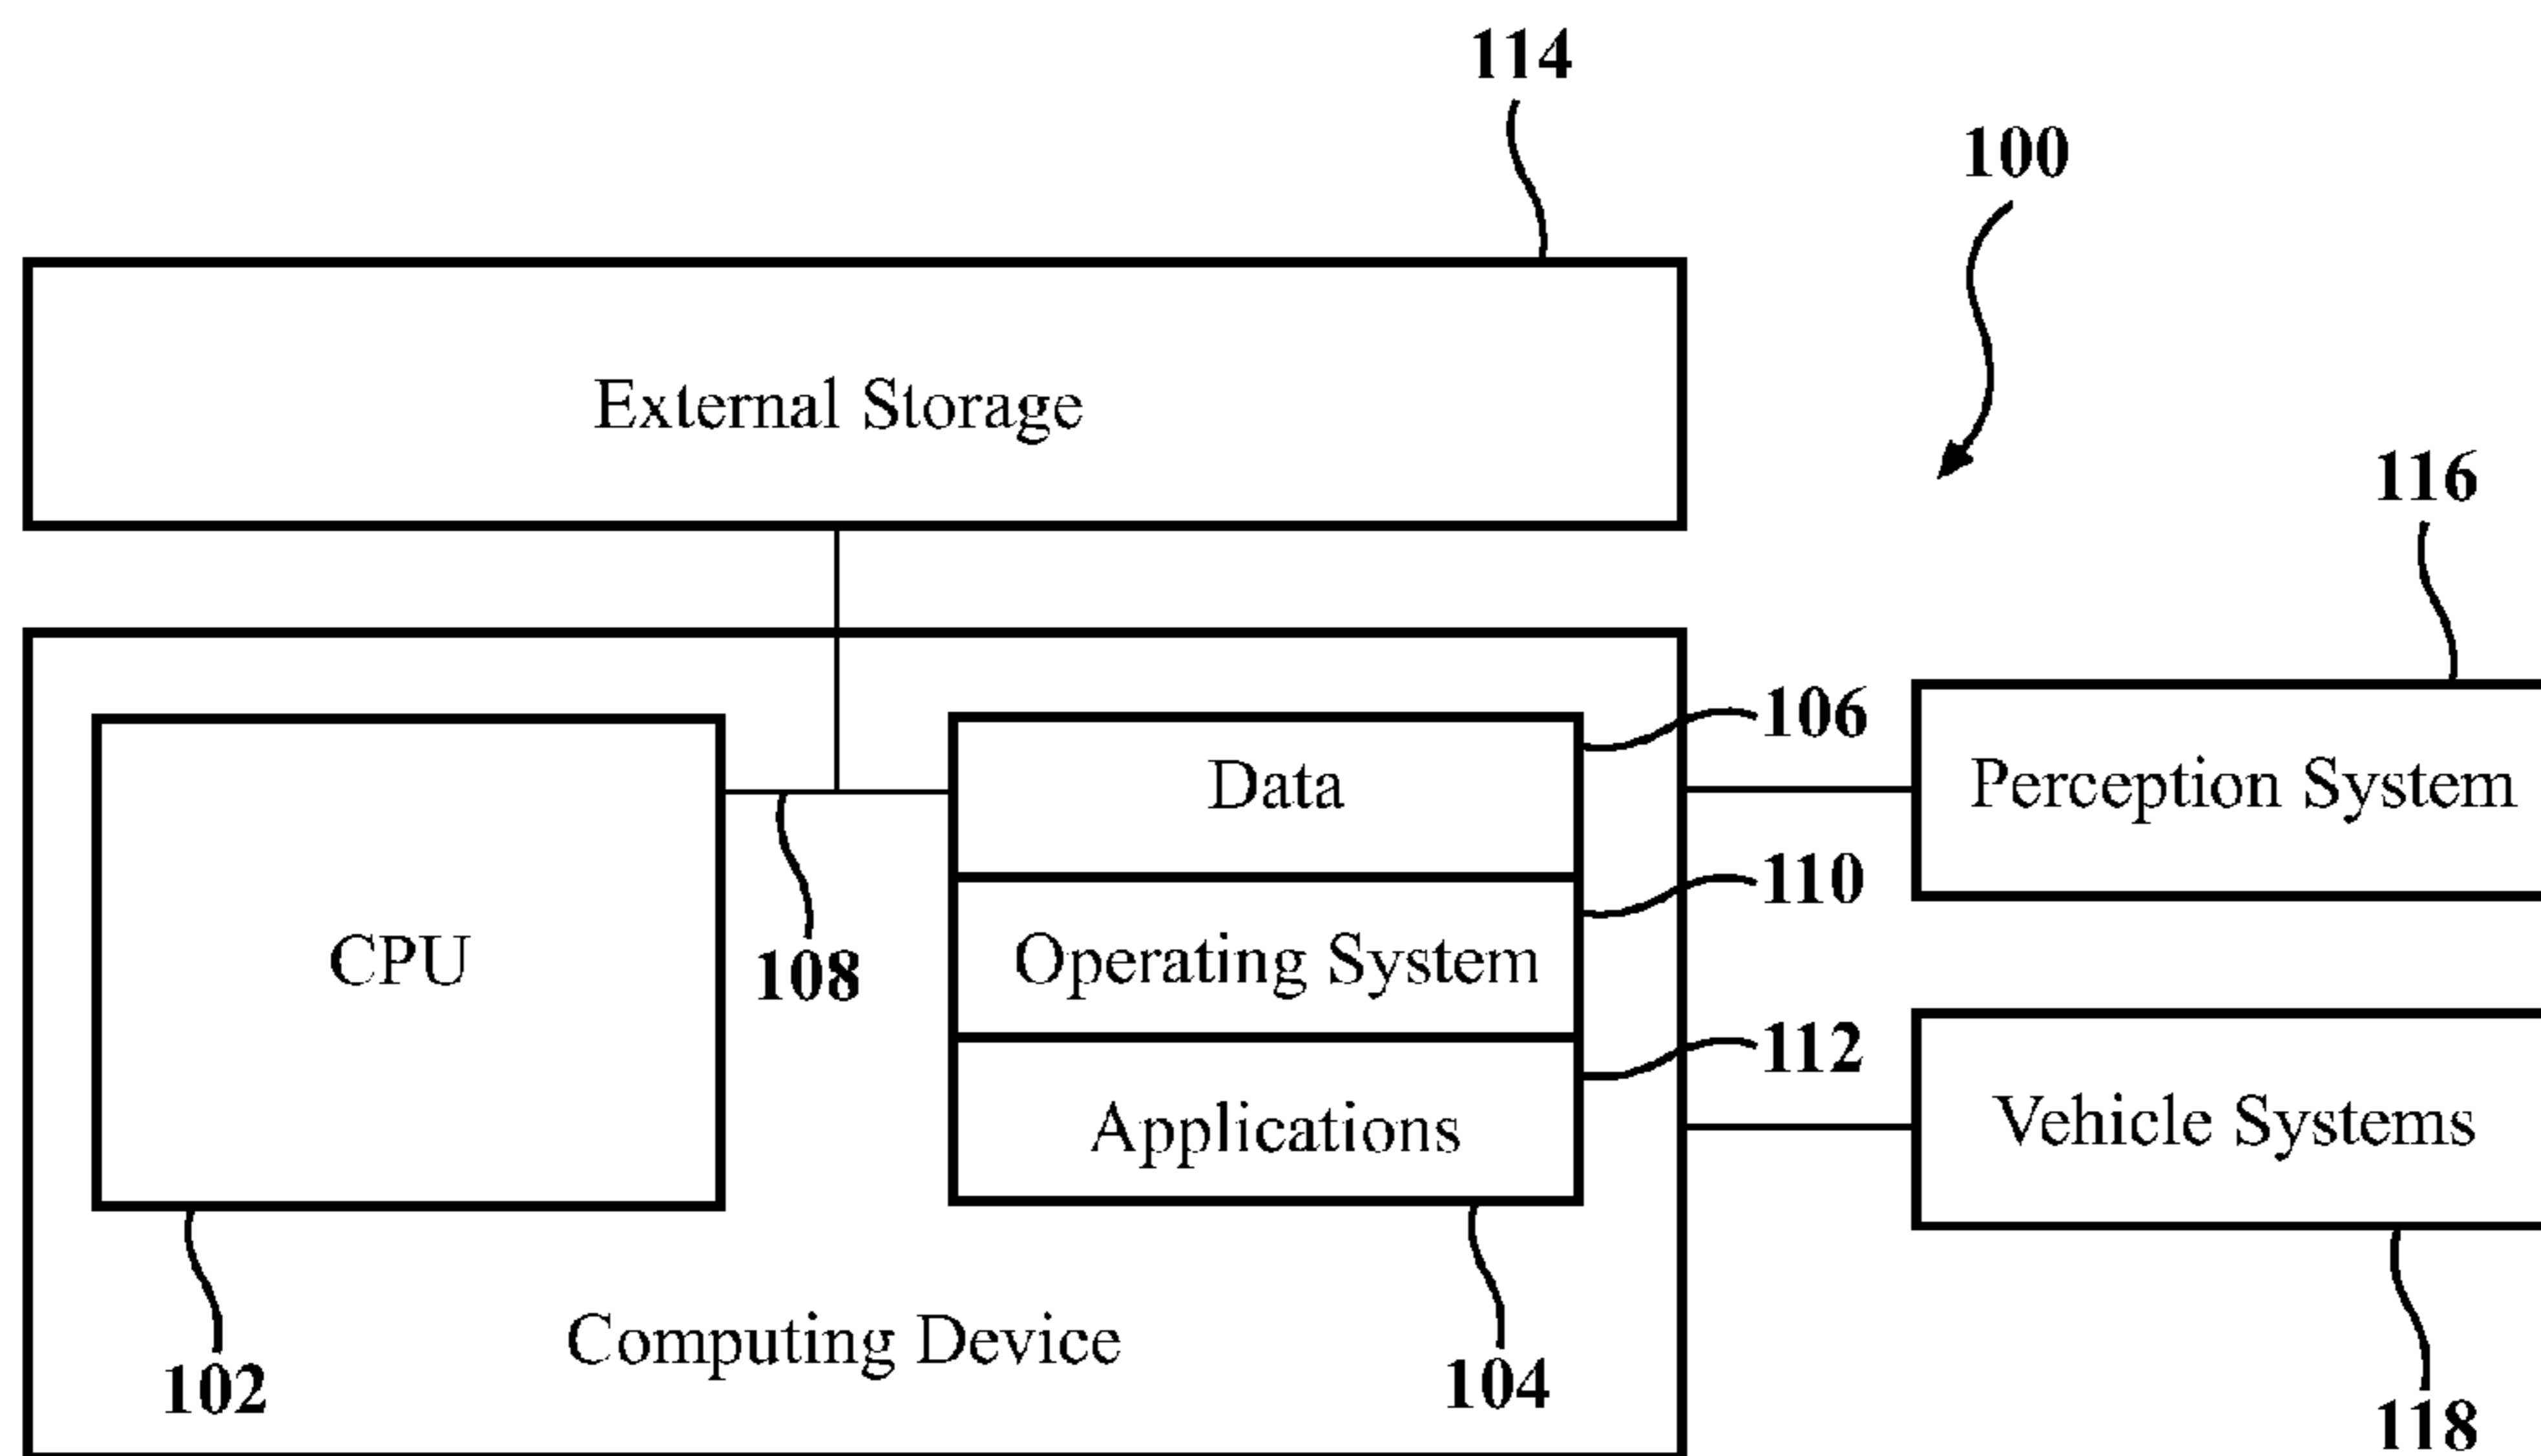 114
100
External Storage
116
106
Data
Perception System
110
CPU
Operating System
108
112
Applications
Vehicle Systems
Computing Device
102
104
118